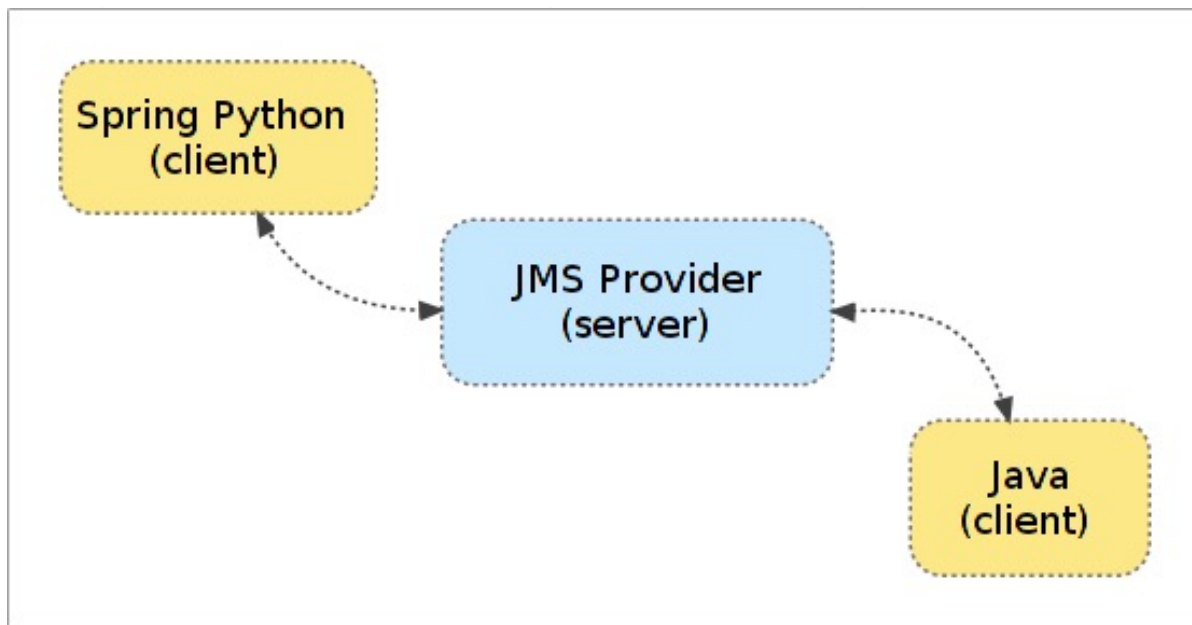 Spring Python
(client)
JMS Provider
(server)
Java
(client)